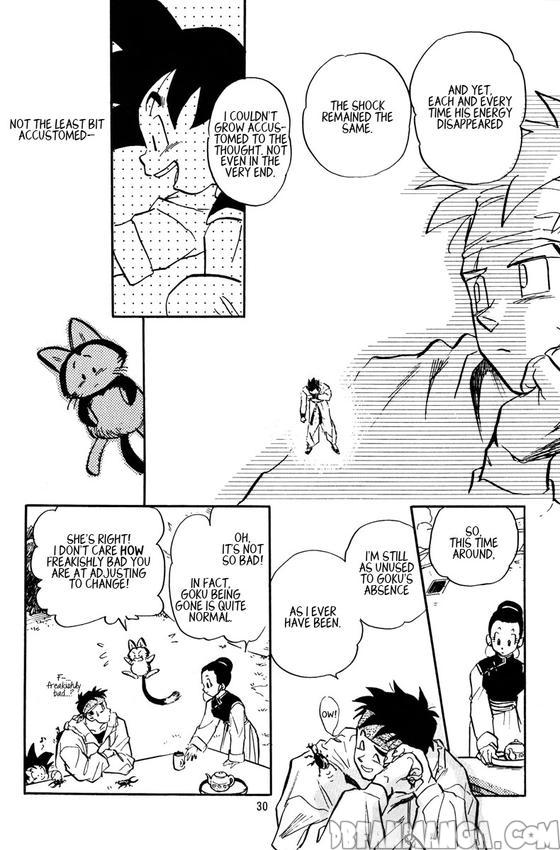 AND YET,
EACH AND EVERY
TIME HIS ENERGY
DISAPPEARED
THE SHOCK
REMAINED THE
SAME.
I COULDN'T
GROW ACCUS-
TOMED TO THE
THOUGHT, NOT
EVEN IN THE
VERY END.
NOT THE LEAST BIT
ACCUSTOMED-
SO,
THIS TIME
AROUND,
I'M STILL
AS UNUSED
TO GOKU'S
ABSENCE
AS I EVER
HAVE BEEN.
OW!
OH,
IT'S NOT
SO BAD!
IN FACT,
GOKU BEING
GONE IS QUITE
NORMAL.
SHE'S RIGHT!
I DON'T CARE HOW
FREAKISHLY BAD YOU
ARE AT ADJUSTING
TO CHANGE!
F-
freakishly
bad...?
30
DBFANMANGA.COM